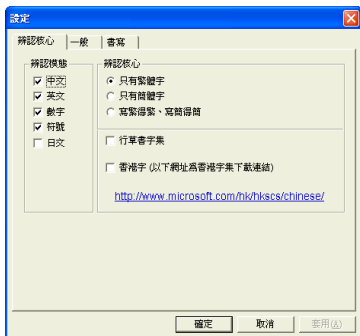 設定
辨認核心 一般 書寫
辨認模態
中文
英文
數字
符號
日文
辨認核心
只有繁體字
只有簡體字
寫繁得繁、寫簡得簡
行草書字集
香港字 (以下網址爲香港字集下載連結)
http://www.microsoft.com/hk/hkscs/chinese/
確定 取消 套用(A)